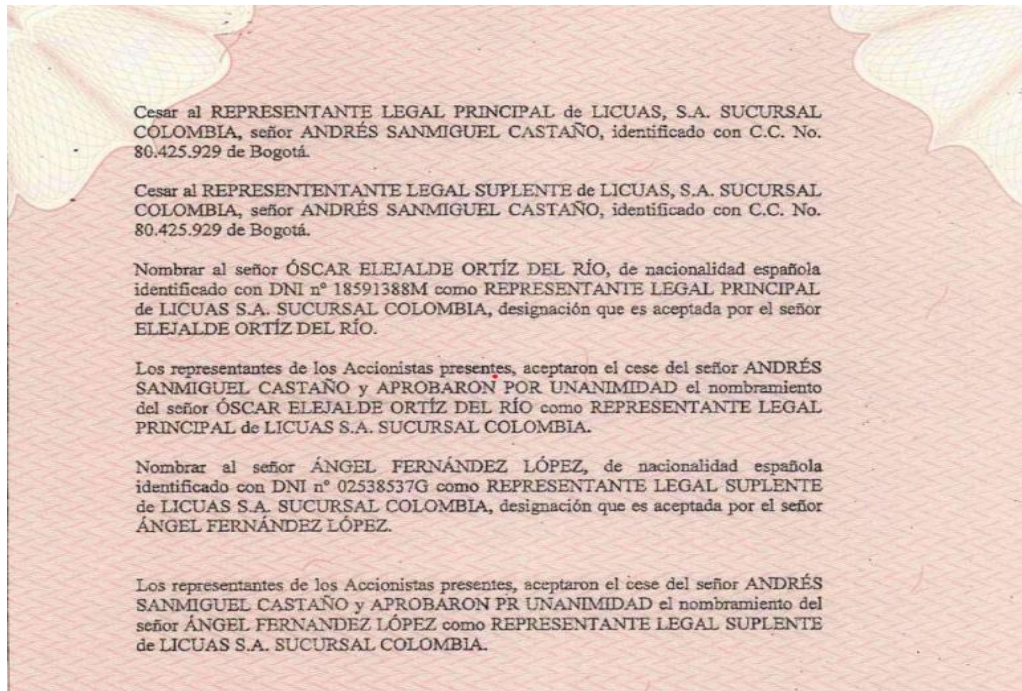 Cesar al REPRESENTANTE LEGAL PRINCIPAL de LICUAS, S.A. SUCURSAL
COLOMBIA, señor ANDRÉS SANMIGUEL CASTAÑO, identificado con C.C. No.
80.425.929 de Bogotá.
Cesar al REPRESENTENTANTE LEGAL SUPLENTE de LICUAS, S.A. SUCURSAL
COLOMBIA, señor ANDRÉS SANMIGUEL CASTAÑO, identificado con C.C. No.
80.425.929 de Bogotá.
Nombrar al señor ÓSCAR ELEJALDE ORTÍZ DEL RÍO, de nacionalidad española
identificado con DNI nº 18591388M como REPRESENTANTE LEGAL PRINCIPAL
de LICUAS S.A. SUCURSAL COLOMBIA, designación que es aceptada por el señor
ELEJALDE ORTÍZ DEL RÍO.
Los representantes de los Accionistas presentes, aceptaron el cese del señor ANDRÉS
SANMIGUEL CASTAÑO y APROBARON POR UNANIMIDAD el nombramiento
del señor ÓSCAR ELEJALDE ORTÍZ DEL RÍO como REPRESENTANTE LEGAL
PRINCIPAL de LICUAS S.A. SUCURSAL COLOMBIA.
Nombrar al señor ÁNGEL FERNÁNDEZ LÓPEZ, de nacionalidad española
identificado con DNI nº 02538537G como REPRESENTANTE LEGAL SUPLENTE
de LICUAS S.A. SUCURSAL COLOMBIA, designación que es aceptada por el señor
ÁNGEL FERNÁNDEZ LÓPEZ.
Los representantes de los Accionistas presentes, aceptaron el cese del señor ANDRÉS
SANMIGUEL CASTAÑO y APROBARON PR UNANIMIDAD el nombramiento del
señor ÁNGEL FERNANDEZ LÓPEZ como REPRESENTANTE LEGAL SUPLENTE
de LICUAS S.A. SUCURSAL COLOMBIA.